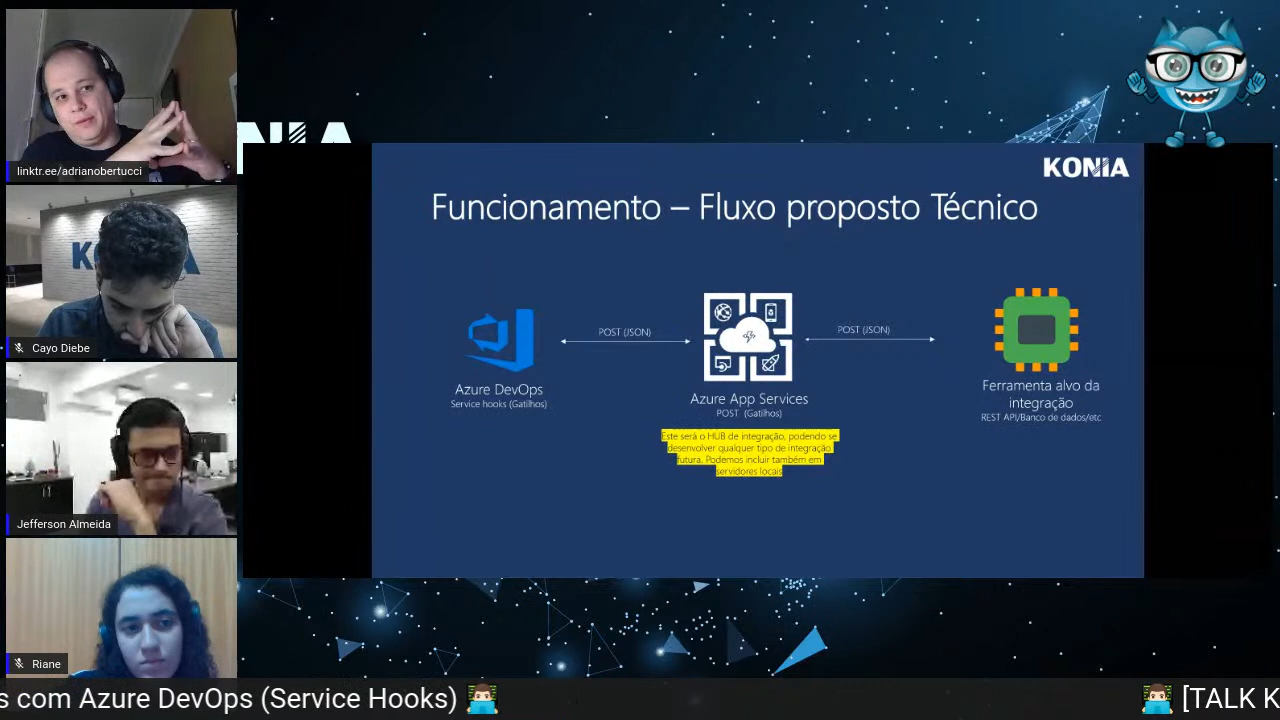 linktr.ee/adrianobertucci
Cayo Diebe
Jefferson Almeida
Riane
KONIA
Funcionamento – Fluxo proposto Técnico
POST (JSON)
POST (JSON)
Azure DevOps
Service hooks (Gatilhos)
Azure App Services
POST (Gatilhos)
Este será o HUB de integração, podendo se
desenvolver qualquer tipo de integração
futura. Podemos incluir também em
servidores locais
Ferramenta alvo da
integração
REST API/Banco de dados/etc
s com Azure DevOps (Service Hooks)
[TALK K